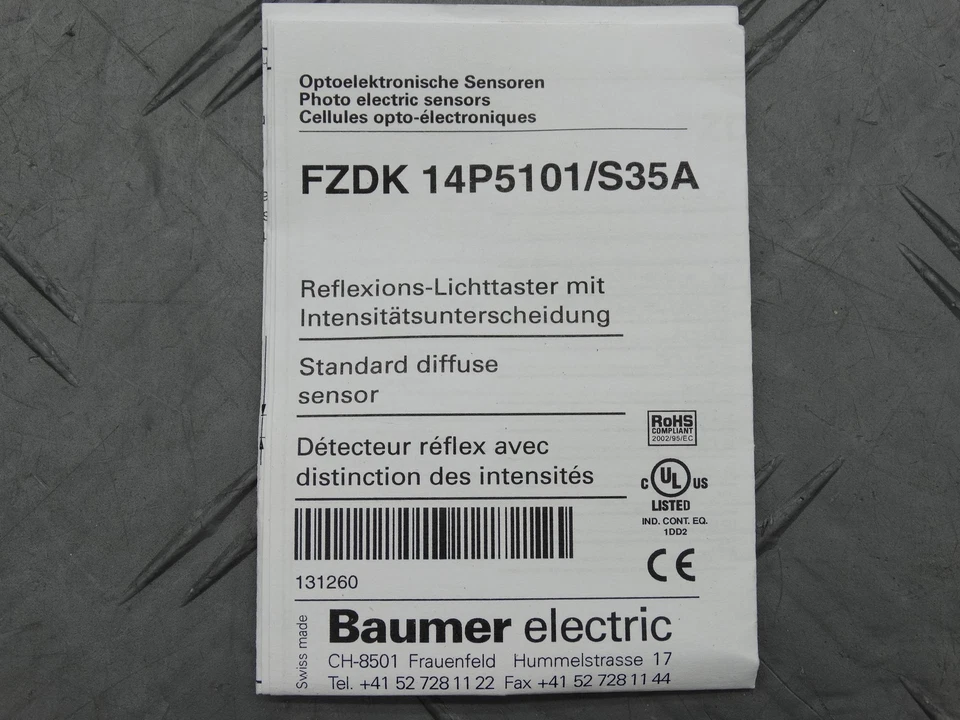 Optoelektronische Sensoren
Photo electric sensors
Cellules opto-électroniques
FZDK 14P5101/S35A
Reflexions-Lichttaster mit
Intensitätsunterscheidung
Standard diffuse
sensor
Détecteur réflex avec
distinction des intensités
RoHS
COMPLIANT
2002/95/EC
C UL US
LISTED
IND. CONT. EQ.
1DD2
CE
131260
Swiss made
Baumer electric
CH-8501 Frauenfeld Hummelstrasse 17
Tel. +41 52 728 11 22 Fax +41 52 728 11 44